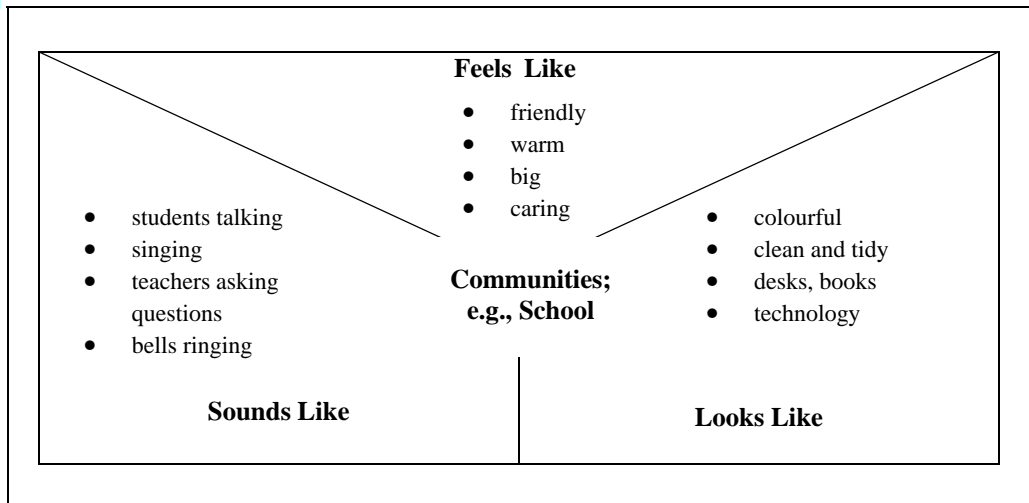 Feels Like
• friendly
• warm
• big
• caring
• students talking
• singing
• teachers asking
questions
• bells ringing
Sounds Like
Communities;
e.g., School
• colourful
• clean and tidy
• desks, books
• technology
Looks Like